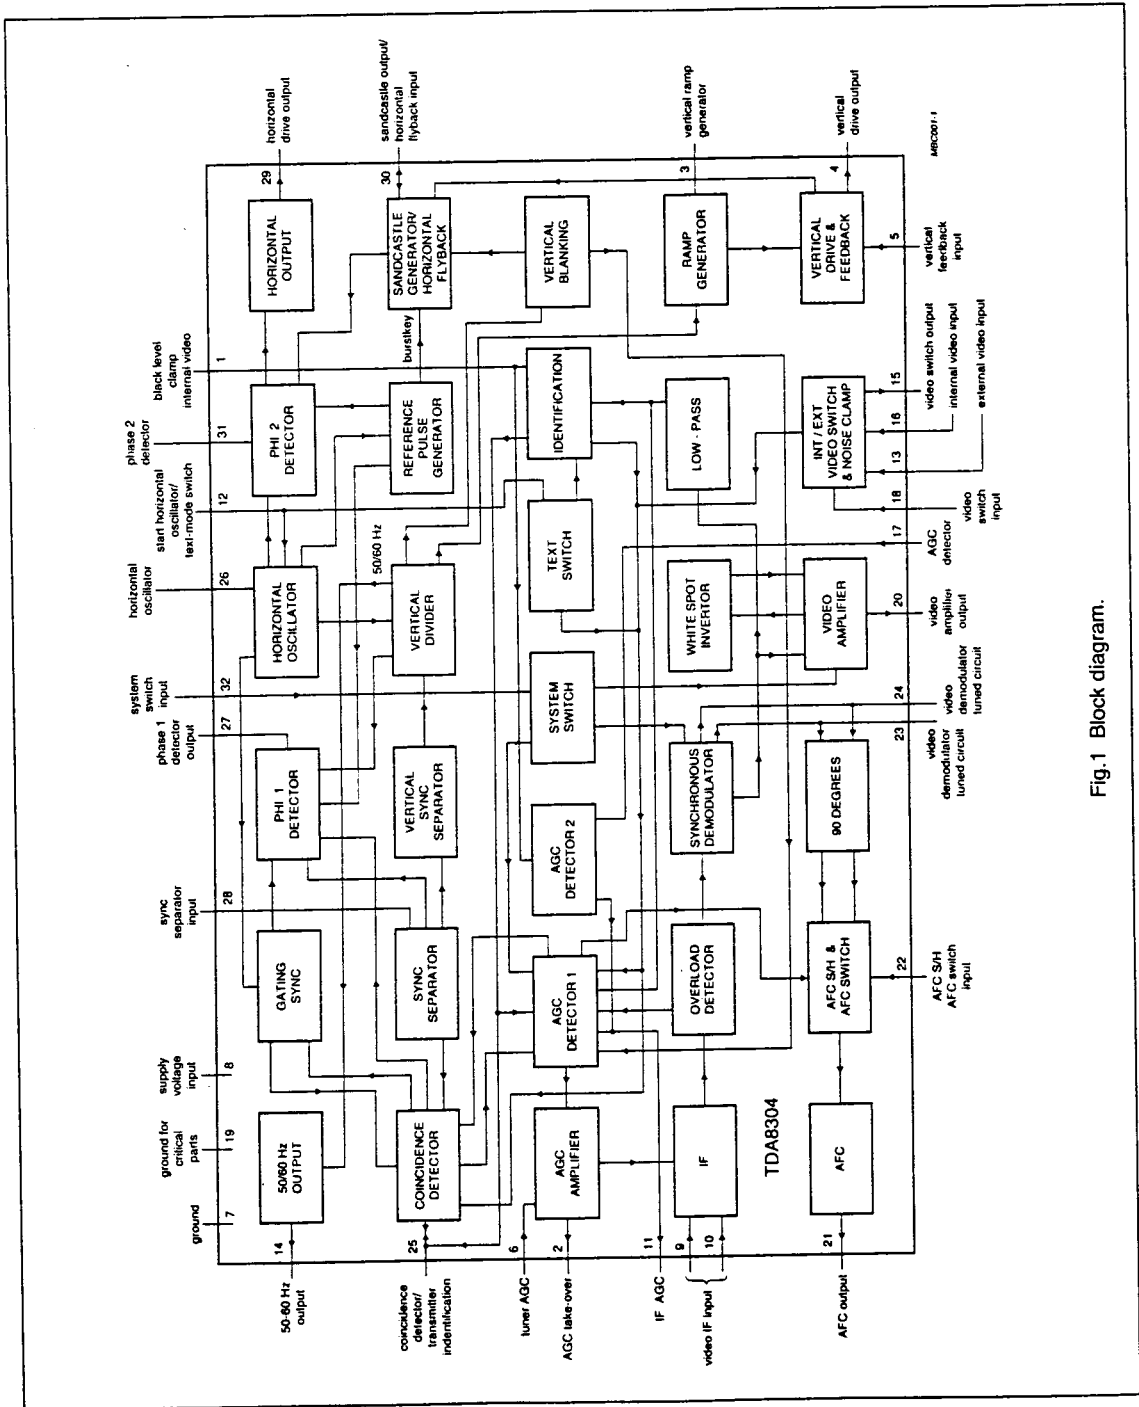 ground
7
ground for
critical
parts
19
supply
voltage
input
8
sync
separator
input
28
phase 1
detector
output
27
system
switch
input
32
horizontal
oscillator
26
start horizontal
oscillator/
text-mode switch
12
phase 2
detector
31
black level
clamp
internal video
1
14
50-60 Hz
output
50/60 Hz
OUTPUT
GATING
SYNC
PHI 1
DETECTOR
HORIZONTAL
OSCILLATOR
PHI 2
DETECTOR
HORIZONTAL
OUTPUT
29
horizontal
drive output
25
coincidence
detector/
transmitter
indentification
COINCIDENCE
DETECTOR
SYNC
SEPARATOR
VERTICAL
SYNC
SEPARATOR
VERTICAL
DIVIDER
50/60 Hz
REFERENCE
PULSE
GENERATOR
burstkey
SANDCASTLE
GENERATOR/
HORIZONTAL
FLYBACK
30
sandcastle output/
horizontal
flyback input
6
tuner AGC
2
AGC take-over
AGC
AMPLIFIER
AGC
DETECTOR 1
AGC
DETECTOR 2
SYSTEM
SWITCH
TEXT
SWITCH
IDENTIFICATION
VERTICAL
BLANKING
11
IF AGC
9
10
video IF input
IF
OVERLOAD
DETECTOR
SYNCHRONOUS
DEMODULATOR
WHITE SPOT
INVERTOR
LOW - PASS
RAMP
GENERATOR
3
vertical ramp
generator
TDA8304
21
AFC output
AFC
AFC S/H &
AFC SWITCH
90 DEGREES
VIDEO
AMPLIFIER
INT / EXT
VIDEO SWITCH
& NOISE CLAMP
VERTICAL
DRIVE &
FEEDBACK
4
vertical
drive output
22
AFC S/H
AFC switch
input
23
video
demodulator
tuned circuit
24
video
demodulator
tuned circuit
20
video
amplifier
output
17
AGC
detector
18
video
switch
input
13
external video input
16
internal video input
15
video switch output
5
vertical
feedback
input
MBC001-1
Fig.1 Block diagram.